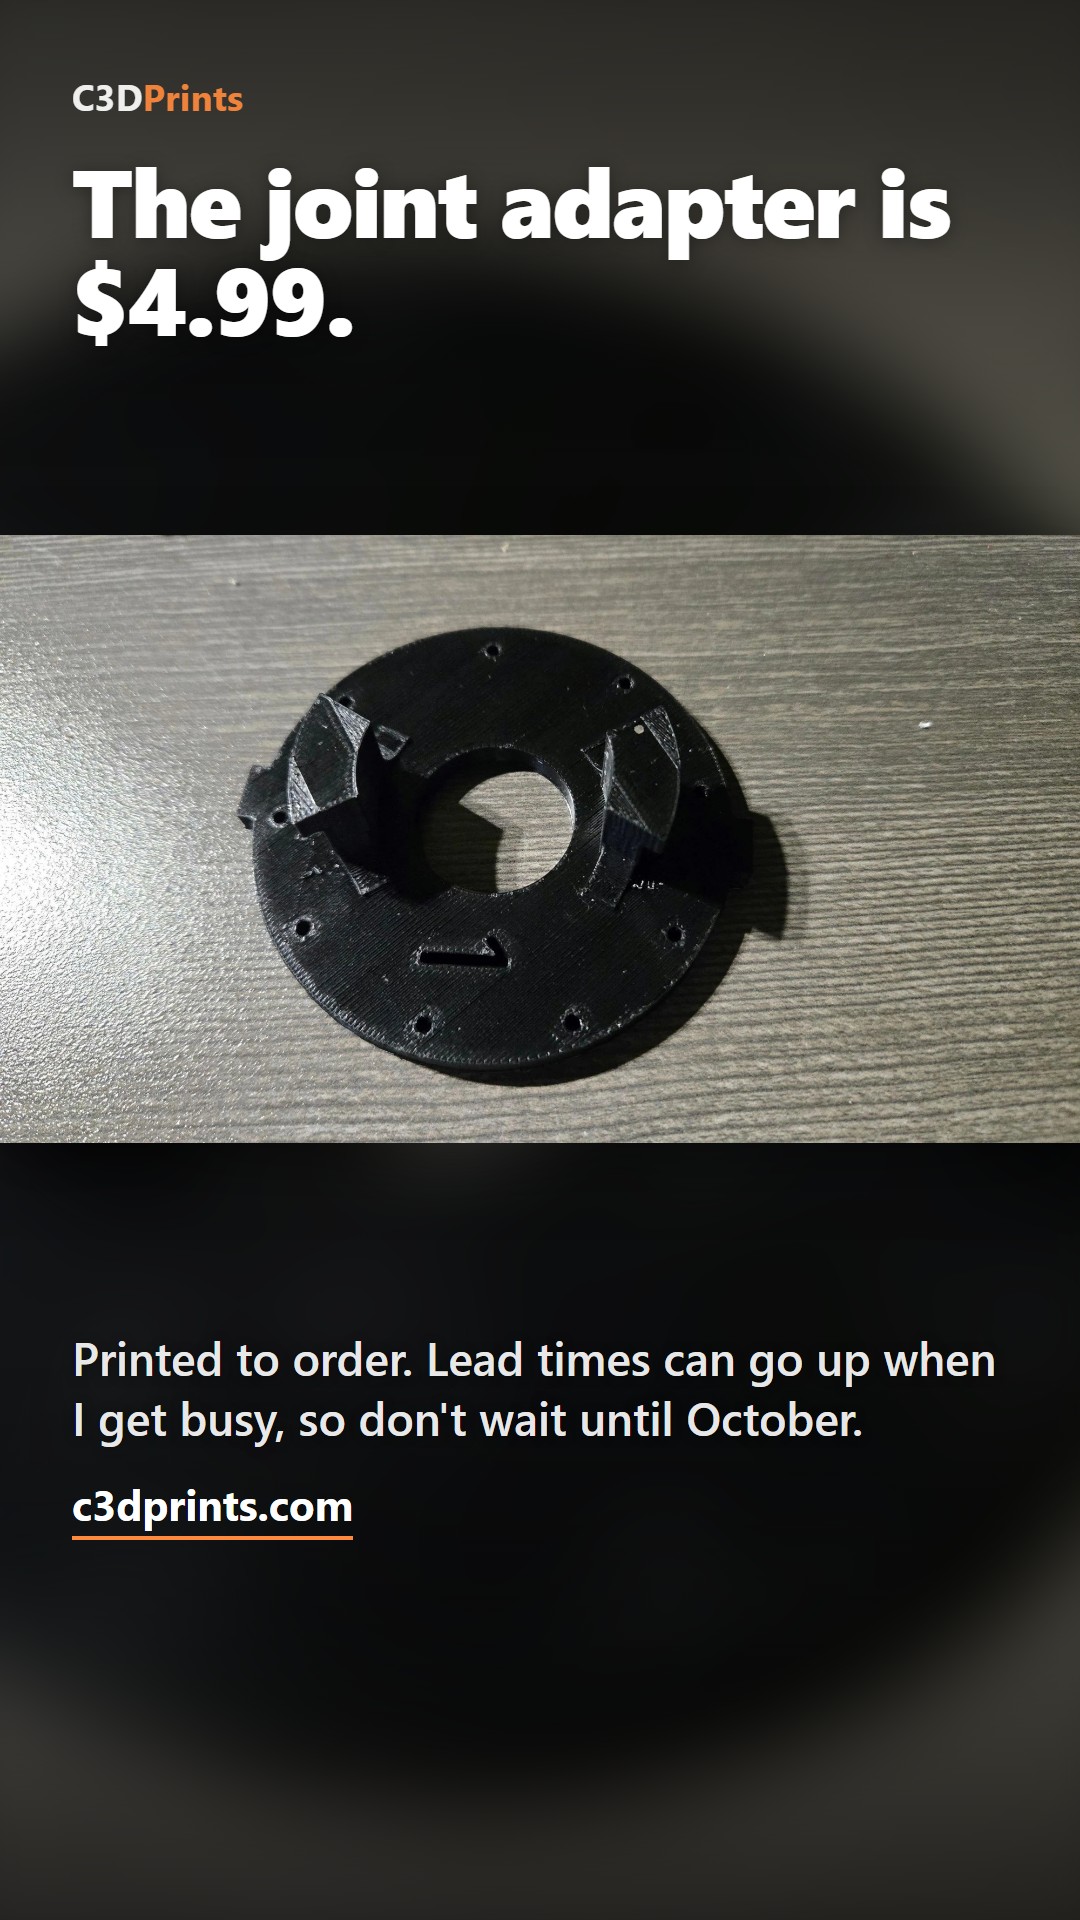 C3DPrints
The joint adapter is
$4.99.
1
Printed to order. Lead times can go up when
I get busy, so don't wait until October.
c3dprints.com